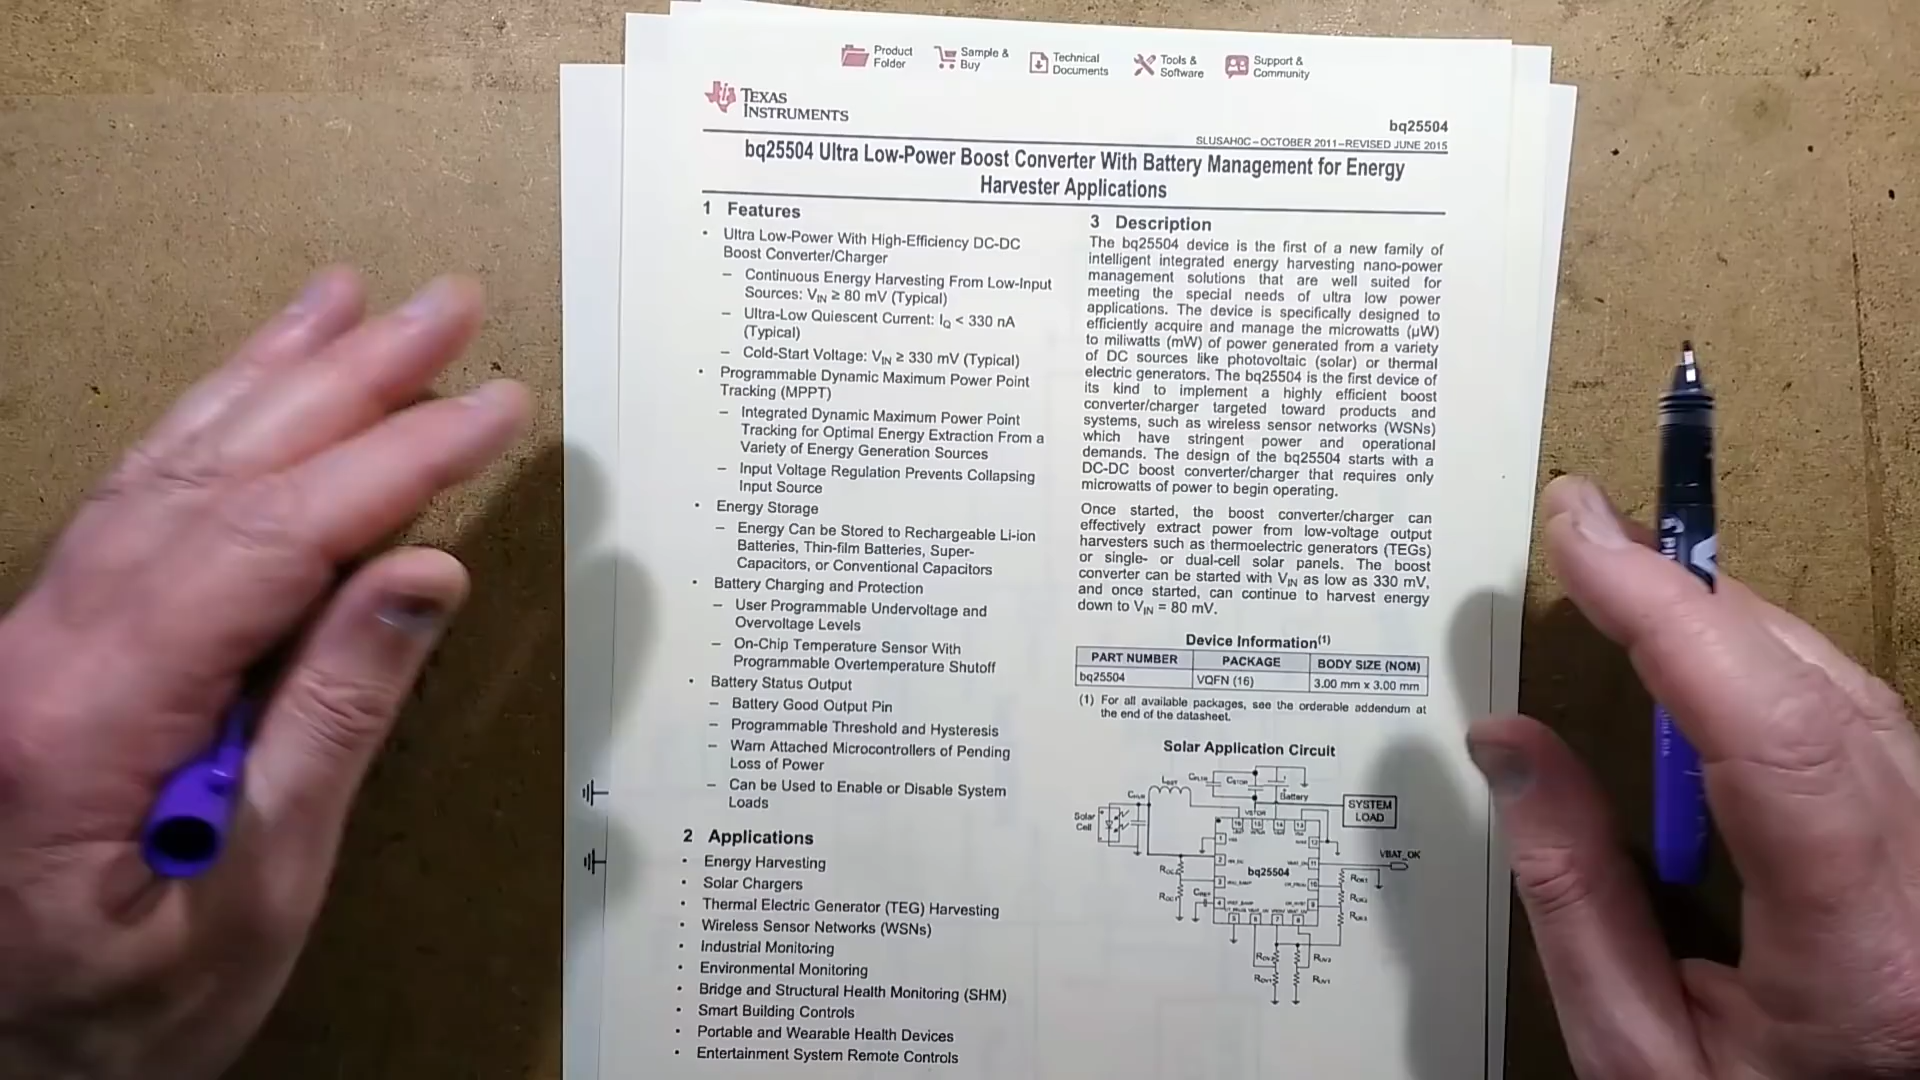 Product
Folder
Sample &
Buy
Technical
Documents
Tools &
Software
Support &
Community
TEXAS
INSTRUMENTS
bq25504
SLUSAH0C – OCTOBER 2011 – REVISED JUNE 2015
bq25504 Ultra Low-Power Boost Converter With Battery Management for Energy
Harvester Applications
1 Features
• Ultra Low-Power With High-Efficiency DC-DC
Boost Converter/Charger
– Continuous Energy Harvesting From Low-Input
Sources: VIN ≥ 80 mV (Typical)
– Ultra-Low Quiescent Current: IQ < 330 nA
(Typical)
– Cold-Start Voltage: VIN ≥ 330 mV (Typical)
• Programmable Dynamic Maximum Power Point
Tracking (MPPT)
– Integrated Dynamic Maximum Power Point
Tracking for Optimal Energy Extraction From a
Variety of Energy Generation Sources
– Input Voltage Regulation Prevents Collapsing
Input Source
• Energy Storage
– Energy Can be Stored to Rechargeable Li-ion
Batteries, Thin-film Batteries, Super-
Capacitors, or Conventional Capacitors
• Battery Charging and Protection
– User Programmable Undervoltage and
Overvoltage Levels
– On-Chip Temperature Sensor With
Programmable Overtemperature Shutoff
• Battery Status Output
– Battery Good Output Pin
– Programmable Threshold and Hysteresis
– Warn Attached Microcontrollers of Pending
Loss of Power
– Can be Used to Enable or Disable System
Loads
2 Applications
• Energy Harvesting
• Solar Chargers
• Thermal Electric Generator (TEG) Harvesting
• Wireless Sensor Networks (WSNs)
• Industrial Monitoring
• Environmental Monitoring
• Bridge and Structural Health Monitoring (SHM)
• Smart Building Controls
• Portable and Wearable Health Devices
• Entertainment System Remote Controls
3 Description
The bq25504 device is the first of a new family of
intelligent integrated energy harvesting nano-power
management solutions that are well suited for
meeting the special needs of ultra low power
applications. The device is specifically designed to
efficiently acquire and manage the microwatts (µW)
to miliwatts (mW) of power generated from a variety
of DC sources like photovoltaic (solar) or thermal
electric generators. The bq25504 is the first device of
its kind to implement a highly efficient boost
converter/charger targeted toward products and
systems, such as wireless sensor networks (WSNs)
which have stringent power and operational
demands. The design of the bq25504 starts with a
DC-DC boost converter/charger that requires only
microwatts of power to begin operating.
Once started, the boost converter/charger can
effectively extract power from low-voltage output
harvesters such as thermoelectric generators (TEGs)
or single- or dual-cell solar panels. The boost
converter can be started with VIN as low as 330 mV,
and once started, can continue to harvest energy
down to VIN = 80 mV.
Device Information(1)
PART NUMBER PACKAGE BODY SIZE (NOM)
bq25504 VQFN (16) 3.00 mm x 3.00 mm
(1) For all available packages, see the orderable addendum at
the end of the datasheet.
Solar Application Circuit
Battery
SYSTEM
LOAD
Solar
Cell
VSTOR
VBAT_OK
bq25504